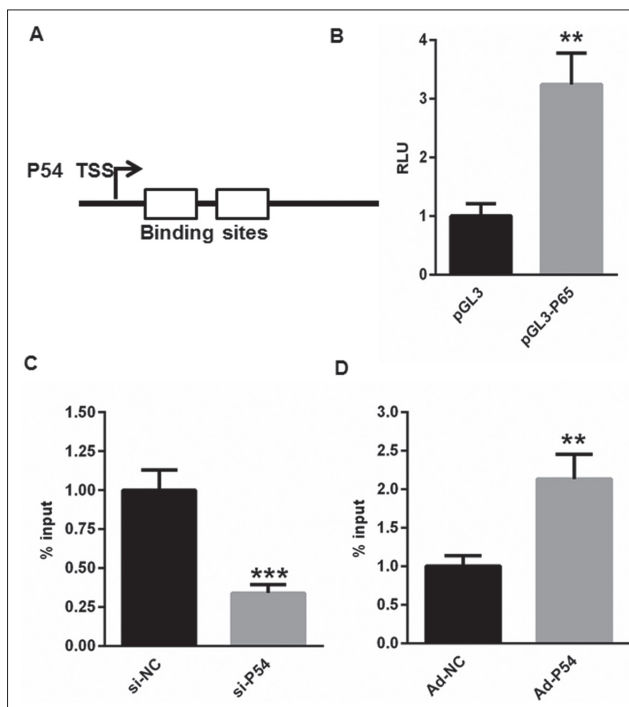 A
P54 TSS
Binding sites
B
**
4
3
2
1
0
RLU
pGL3
pGL3-P65
C
1.50
1.25
1.00
0.75
0.50
0.25
0.00
% input
***
si-NC
si-P54
D
3.0
2.5
2.0
1.5
1.0
0.5
0.0
% input
**
Ad-NC
Ad-P54